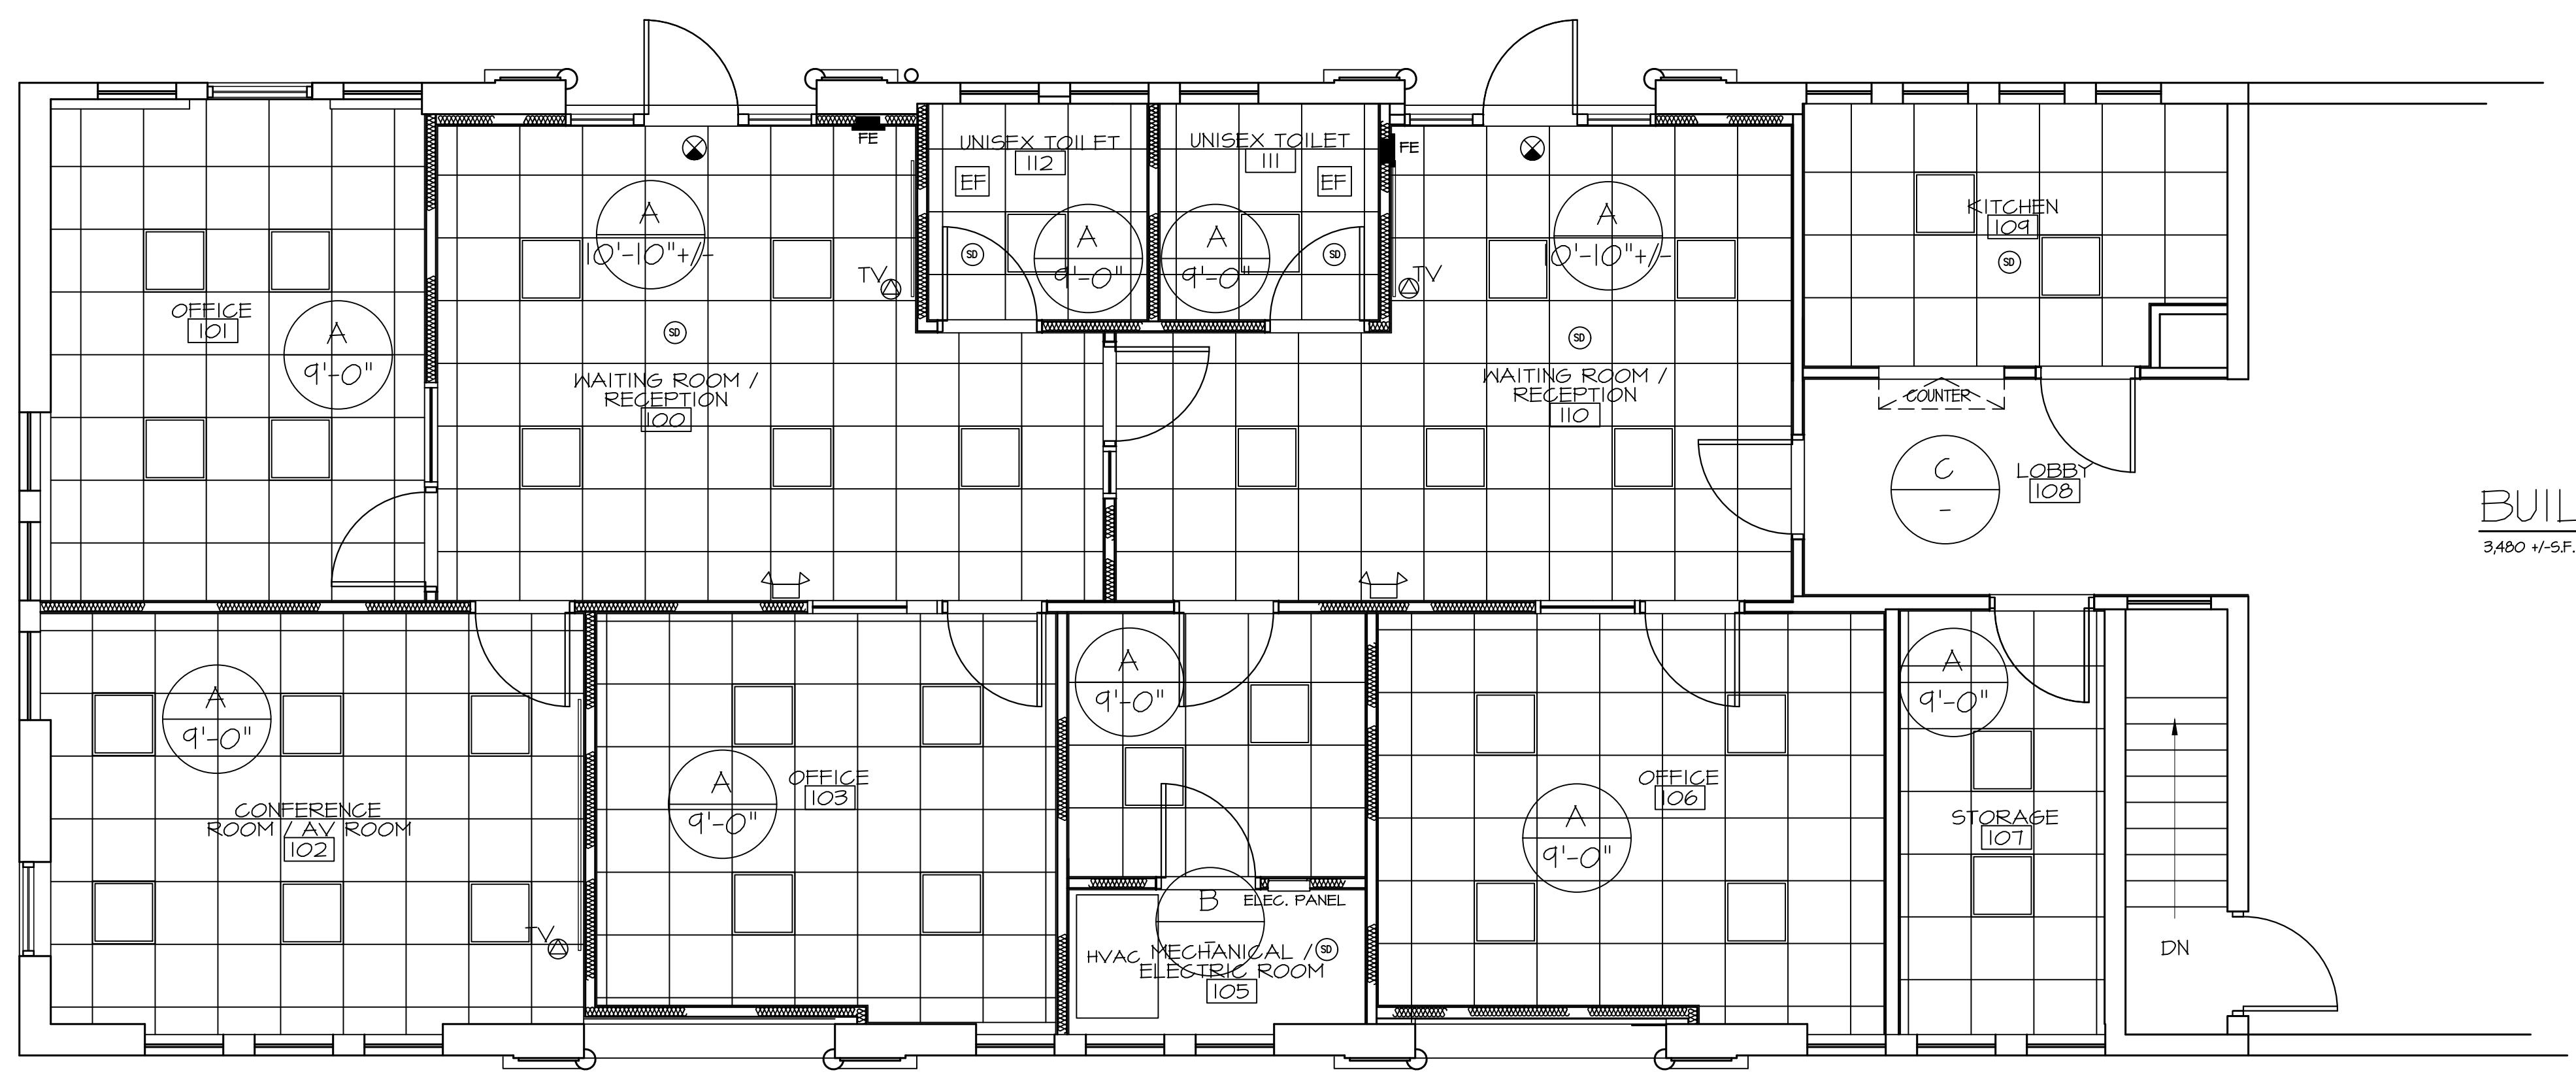 FE
UNISEX TOILET
112
UNISEX TOILET
111
FE
EF
EF
A
10'-10"+/-
A
9'-0"
A
9'-0"
A
10'-10"+/-
KITCHEN
109
SD
SD
SD
TV
TV
OFFICE
101
A
9'-0"
SD
SD
WAITING ROOM /
RECEPTION
100
WAITING ROOM /
RECEPTION
110
COUNTER
C
-
LOBBY
108
BUIL
3,480 +/-S.F.
A
9'-0"
A
9'-0"
A
9'-0"
CONFERENCE
ROOM / AV ROOM
102
A
9'-0"
OFFICE
103
OFFICE
106
A
9'-0"
STORAGE
107
TV
B
-
ELEC. PANEL
HVAC
MECHANICAL /
ELECTRIC ROOM
105
SD
DN